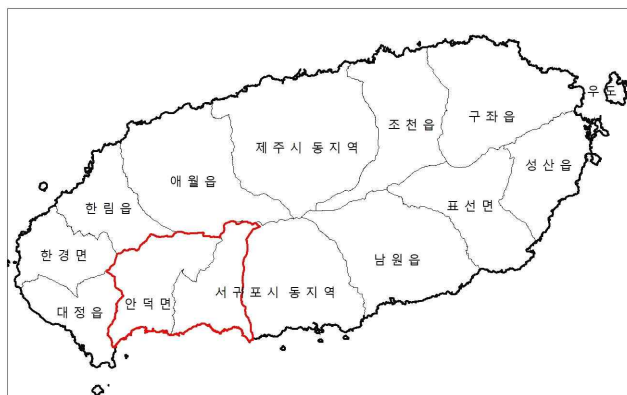 우 도
구 좌 읍
조 천 읍
제 주 시 동 지 역
성 산 읍
애 월 읍
한 림 읍
표 선 면
한 경 면
남 원 읍
안 덕 면
서 귀 포 시 동 지 역
대 정 읍